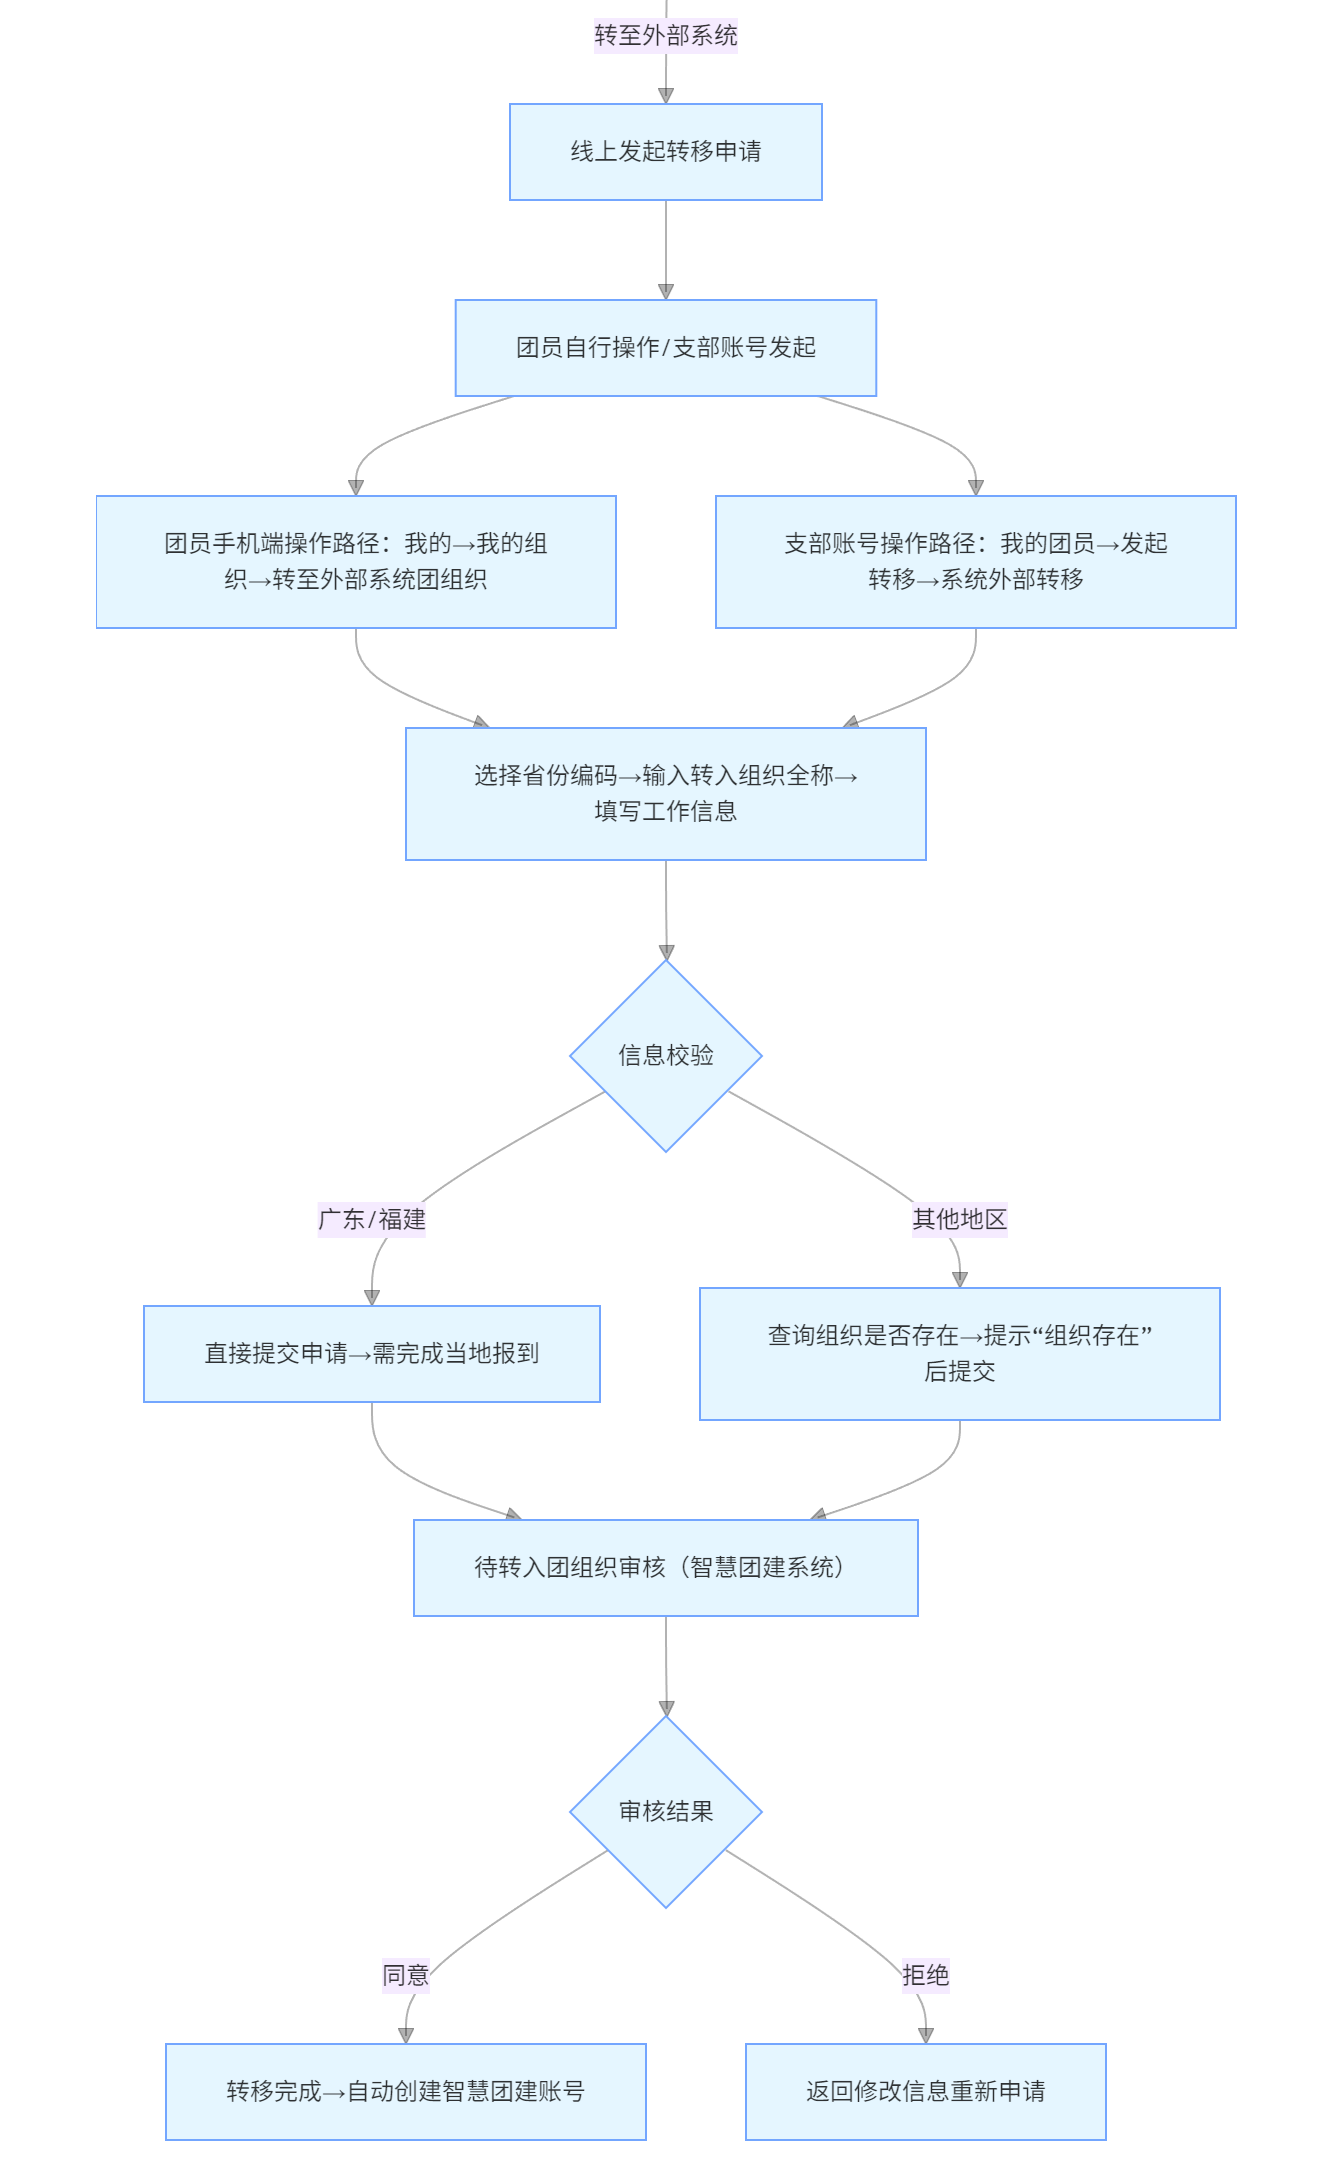 转至外部系统
线上发起转移申请
团员自行操作/支部账号发起
团员手机端操作路径：我的→我的组
织→转至外部系统团组织
支部账号操作路径：我的团员→发起
转移→系统外部转移
选择省份编码→输入转入组织全称→
填写工作信息
信息校验
广东/福建
其他地区
直接提交申请→需完成当地报到
查询组织是否存在→提示“组织存在”
后提交
待转入团组织审核（智慧团建系统）
审核结果
同意
拒绝
转移完成→自动创建智慧团建账号
返回修改信息重新申请